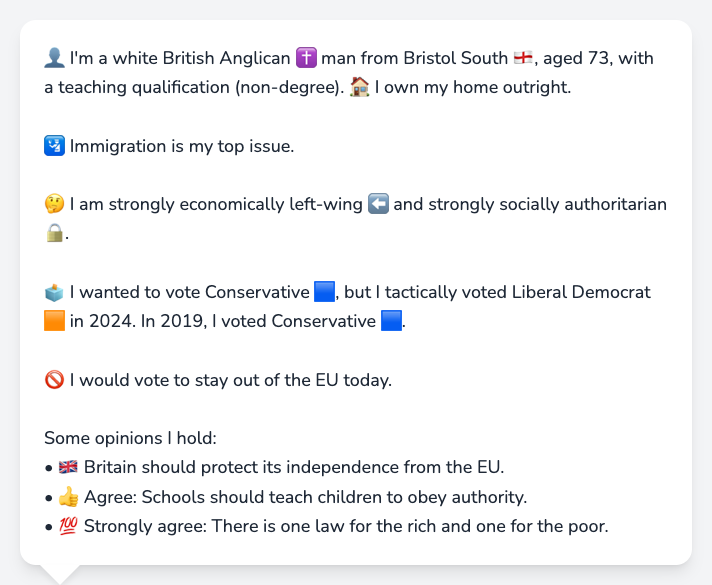 👤 I'm a white British Anglican ✝️ man from Bristol South 🏴󠁧󠁢󠁥󠁮󠁧󠁿, aged 73, with
a teaching qualification (non-degree). 🏠 I own my home outright.
🛂 Immigration is my top issue.
🤔 I am strongly economically left-wing ⬅️ and strongly socially authoritarian
🔒.
🗳️ I wanted to vote Conservative 🟦, but I tactically voted Liberal Democrat
🟧 in 2024. In 2019, I voted Conservative 🟦.
🚫 I would vote to stay out of the EU today.
Some opinions I hold:
• 🇬🇧 Britain should protect its independence from the EU.
• 👍 Agree: Schools should teach children to obey authority.
• 💯 Strongly agree: There is one law for the rich and one for the poor.